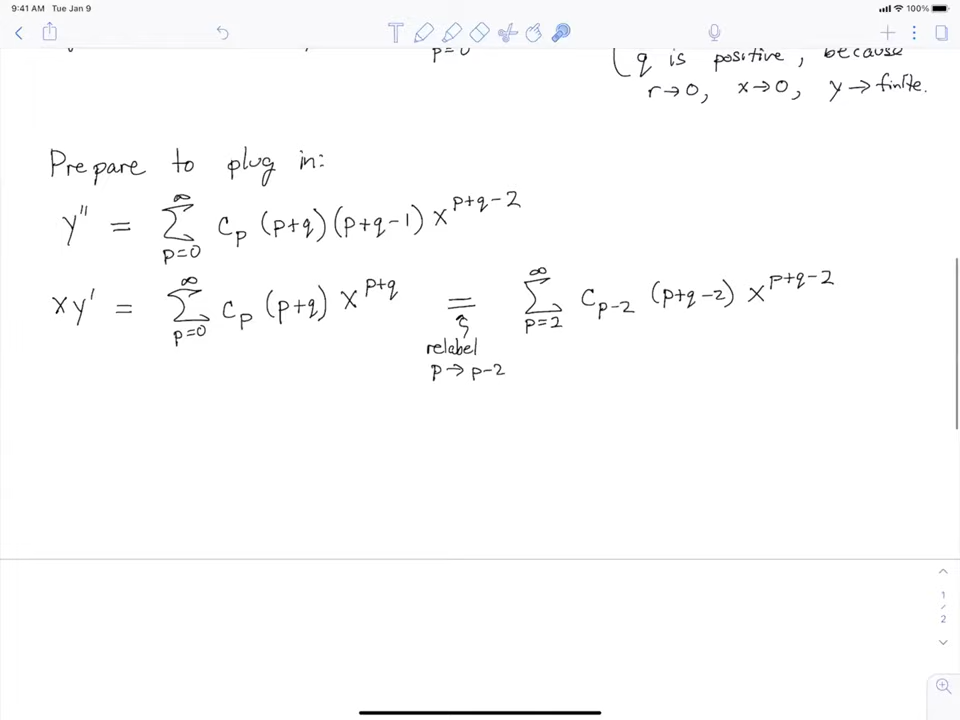 9:41 AM Tue Jan 9 100%
p=0
( q is positive, because
r→0, x→0, y→finite.
Prepare to plug in:
y'' = ∑_{p=0}^{∞} c_p (p+q)(p+q-1) x^{p+q-2}
xy' = ∑_{p=0}^{∞} c_p (p+q) x^{p+q} = ∑_{p=2}^{∞} c_{p-2} (p+q-2) x^{p+q-2}
relabel
p→p-2
1
/
2